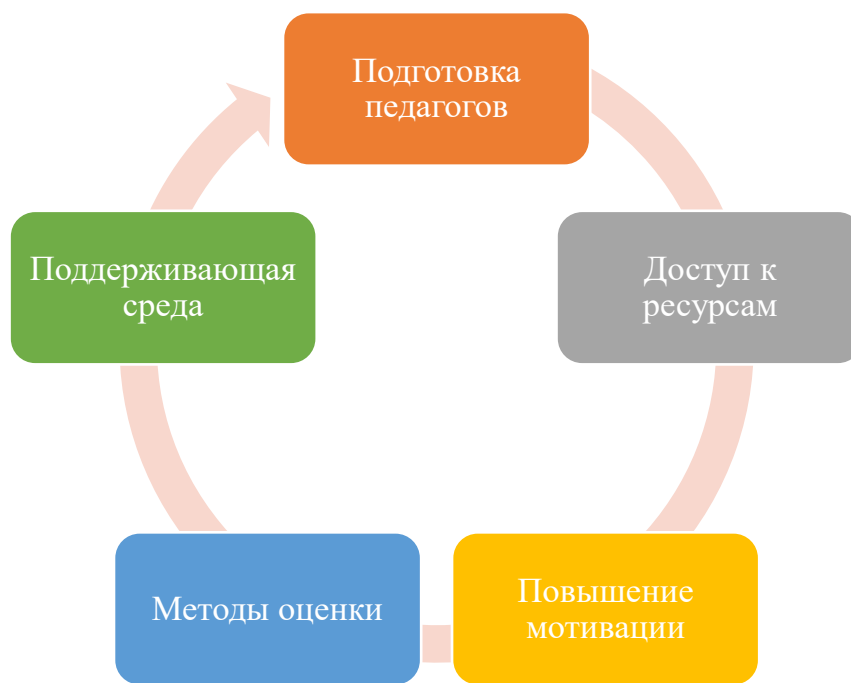 Подготовка
педагогов
Доступ к
ресурсам
Повышение
мотивации
Методы оценки
Поддерживающая
среда